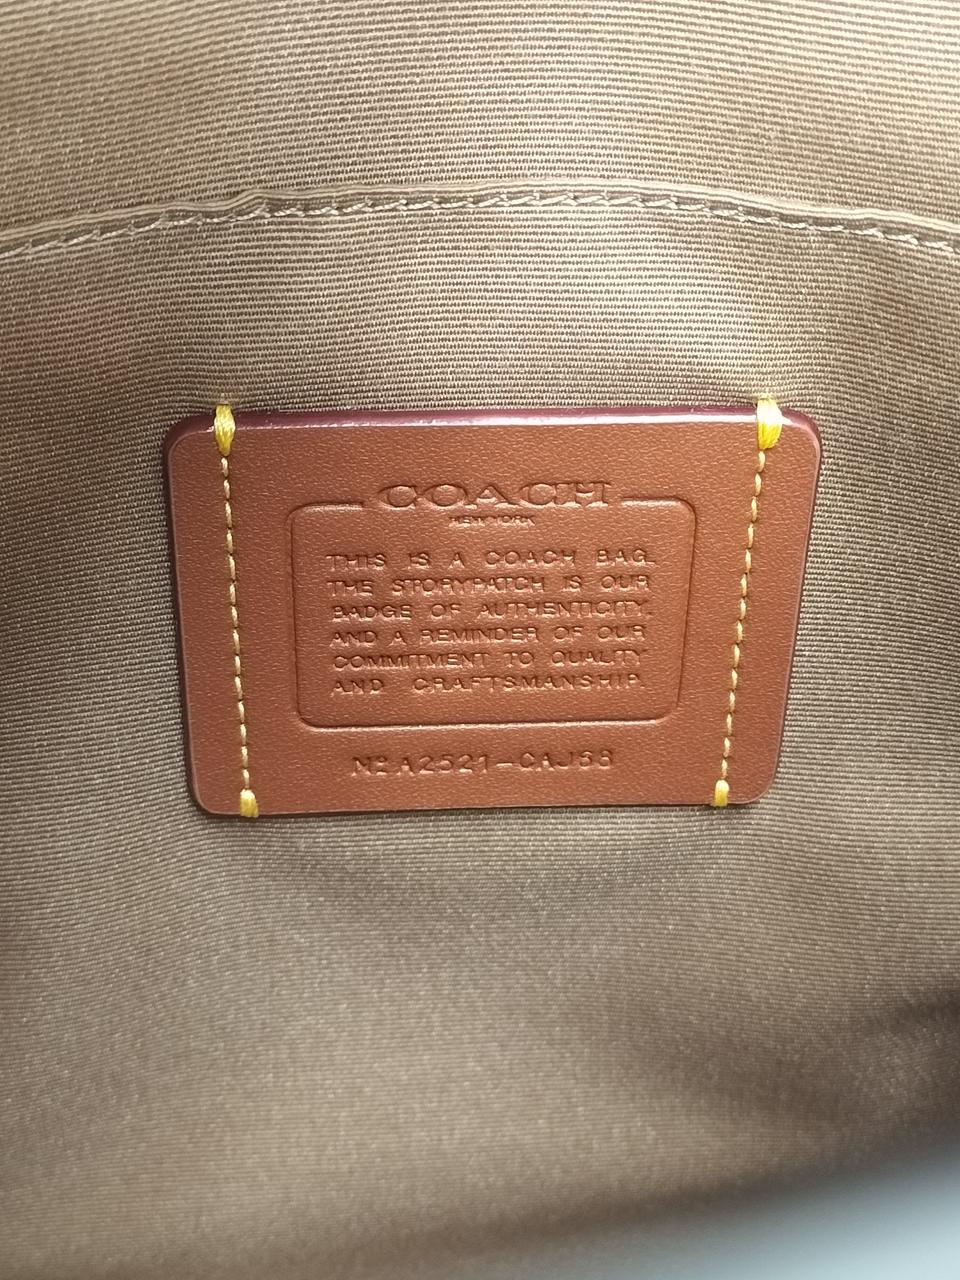 COACH
NEW YORK
THIS IS A COACH BAG.
THE STORYPATCH IS OUR
BADGE OF AUTHENTICITY,
AND A REMINDER OF OUR
COMMITMENT TO QUALITY
AND CRAFTSMANSHIP.
Nº A2521-CAJ68